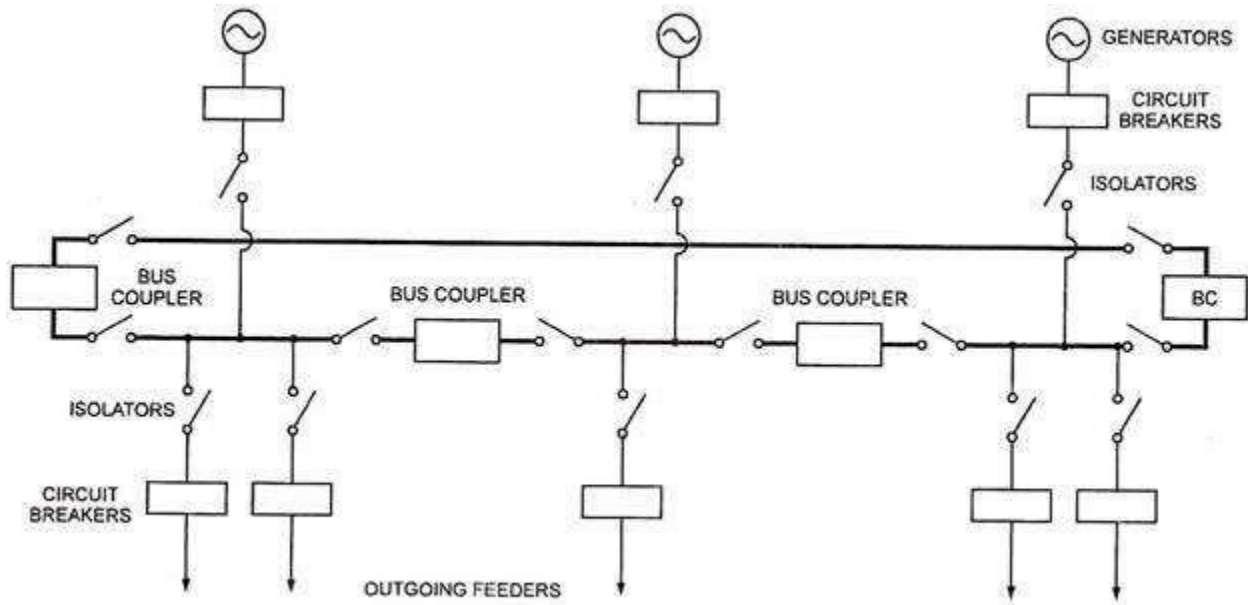 GENERATORS
CIRCUIT
BREAKERS
ISOLATORS
BUS
COUPLER
BUS COUPLER
BUS COUPLER
BC
ISOLATORS
CIRCUIT
BREAKERS
OUTGOING FEEDERS